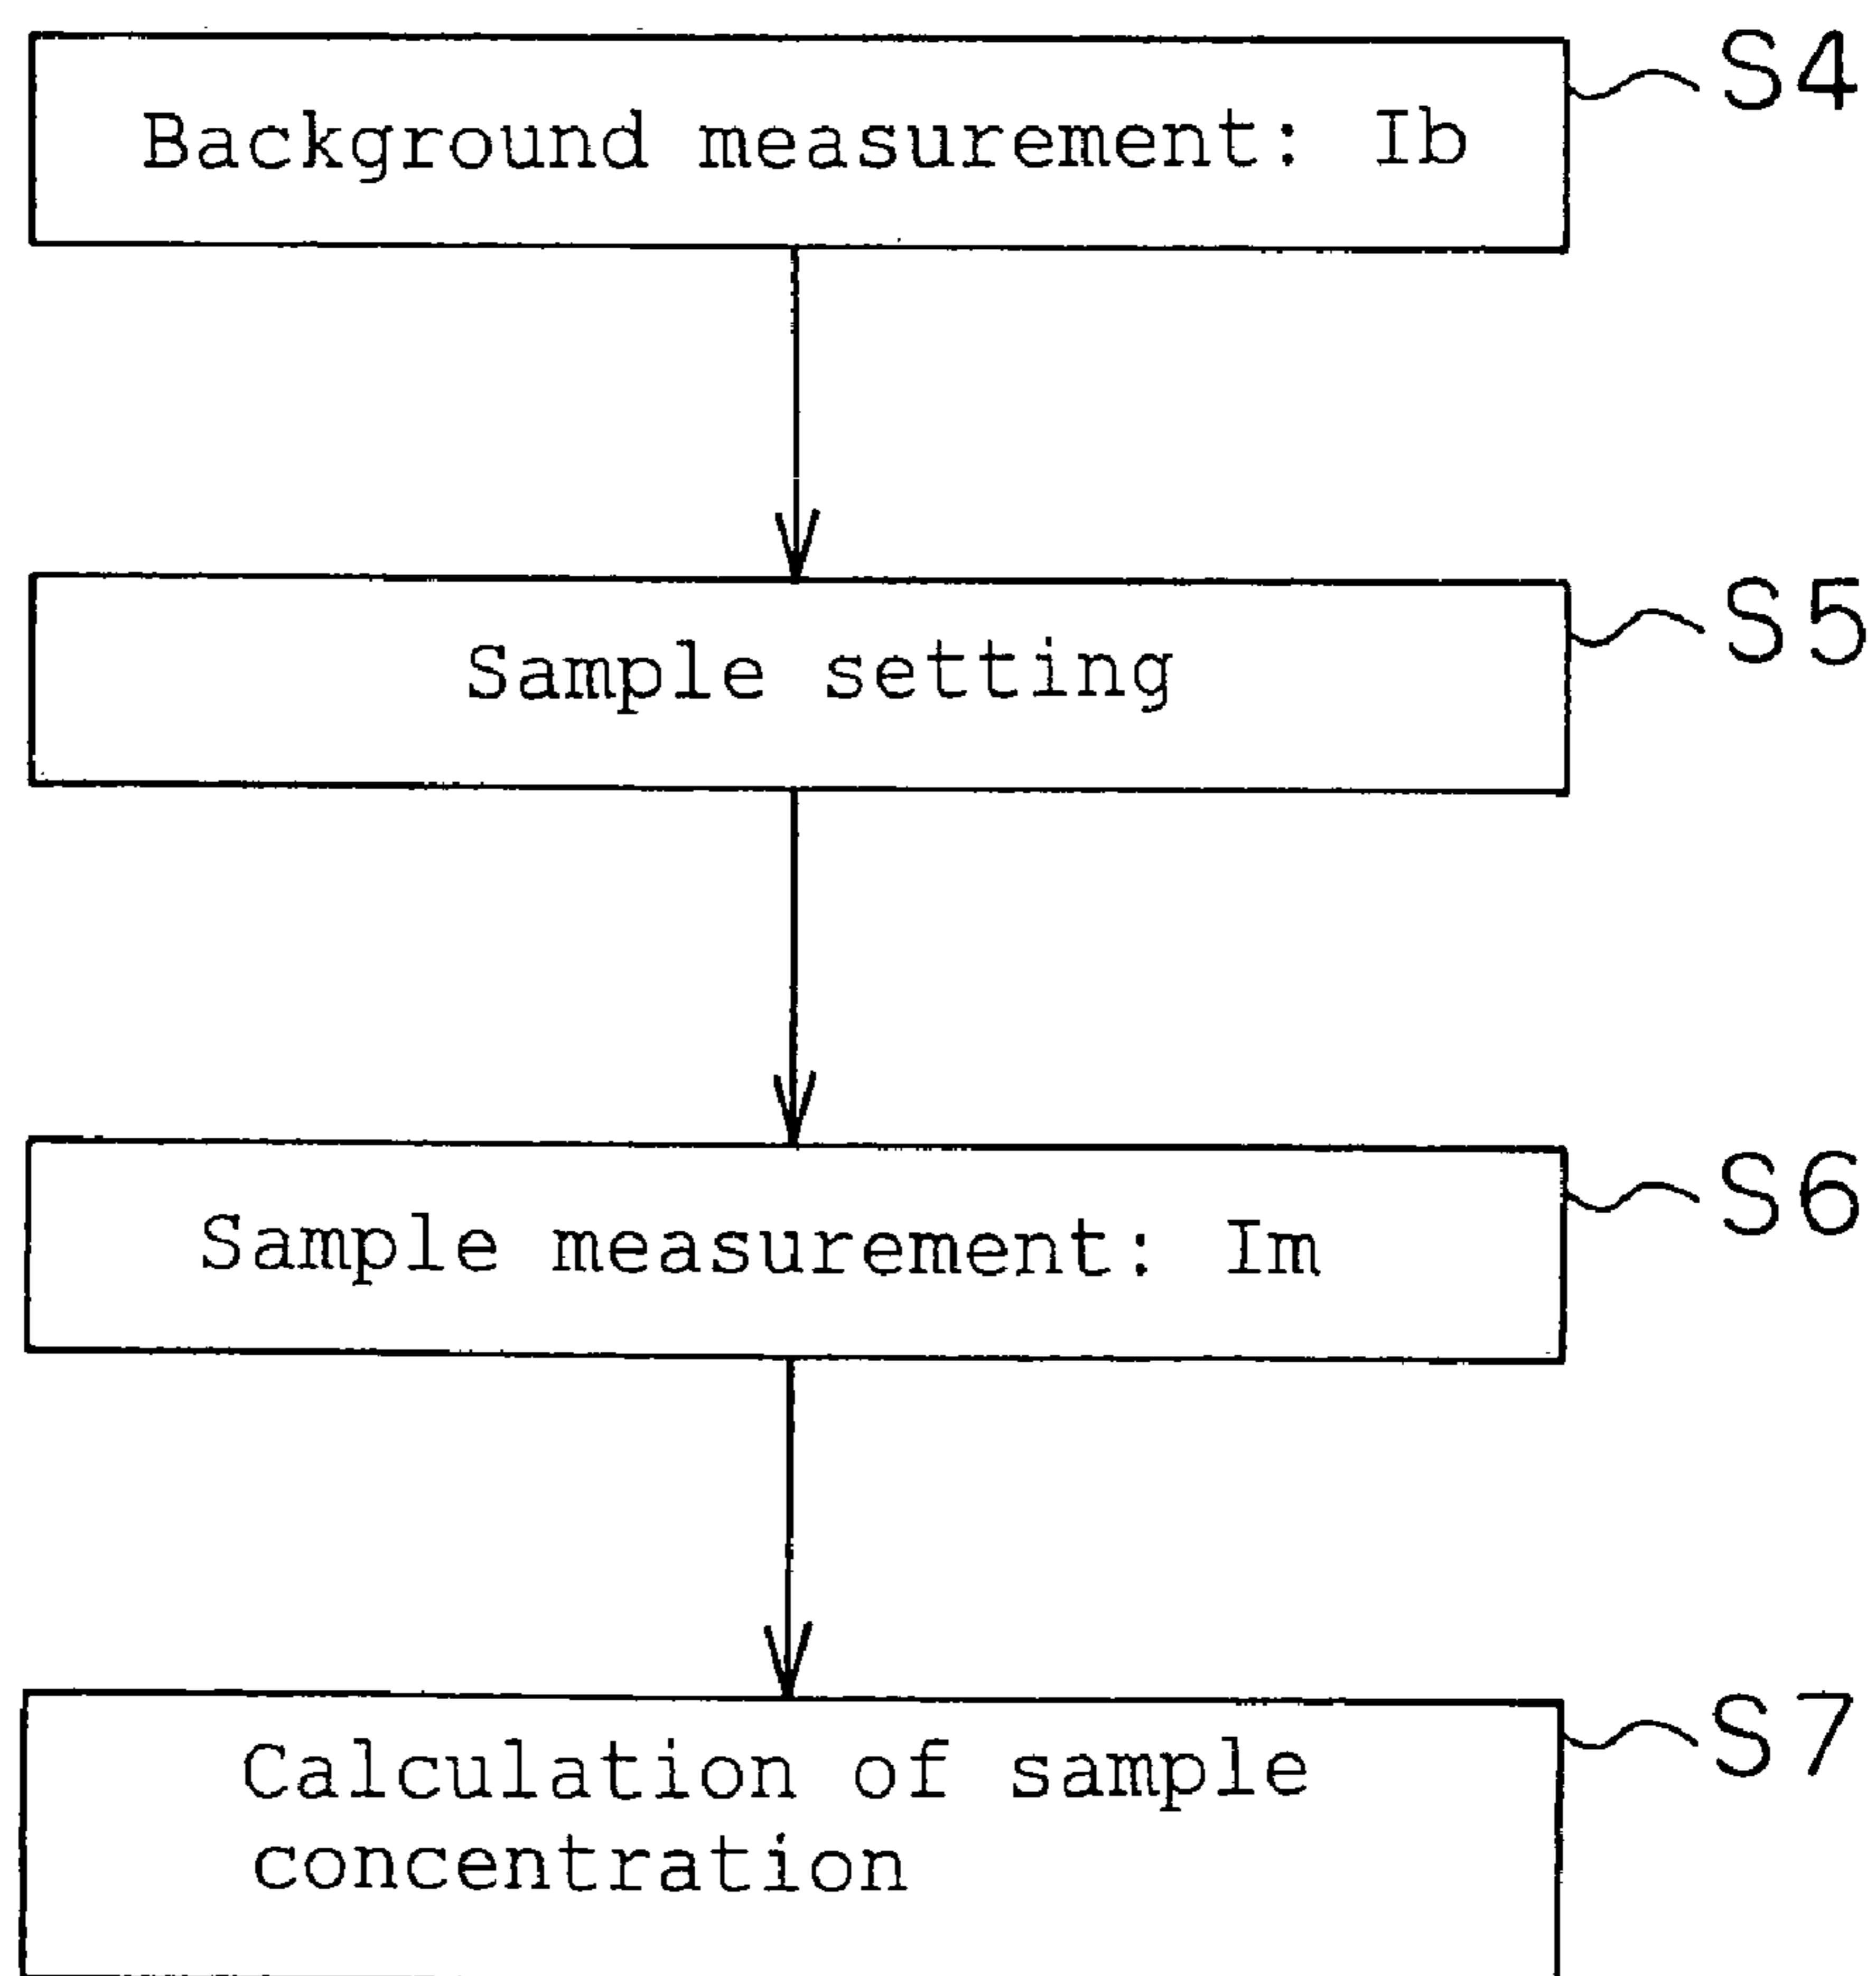 Background measurement: Ib
S4
Sample setting
S5
Sample measurement: Im
S6
Calculation of sample
concentration
S7